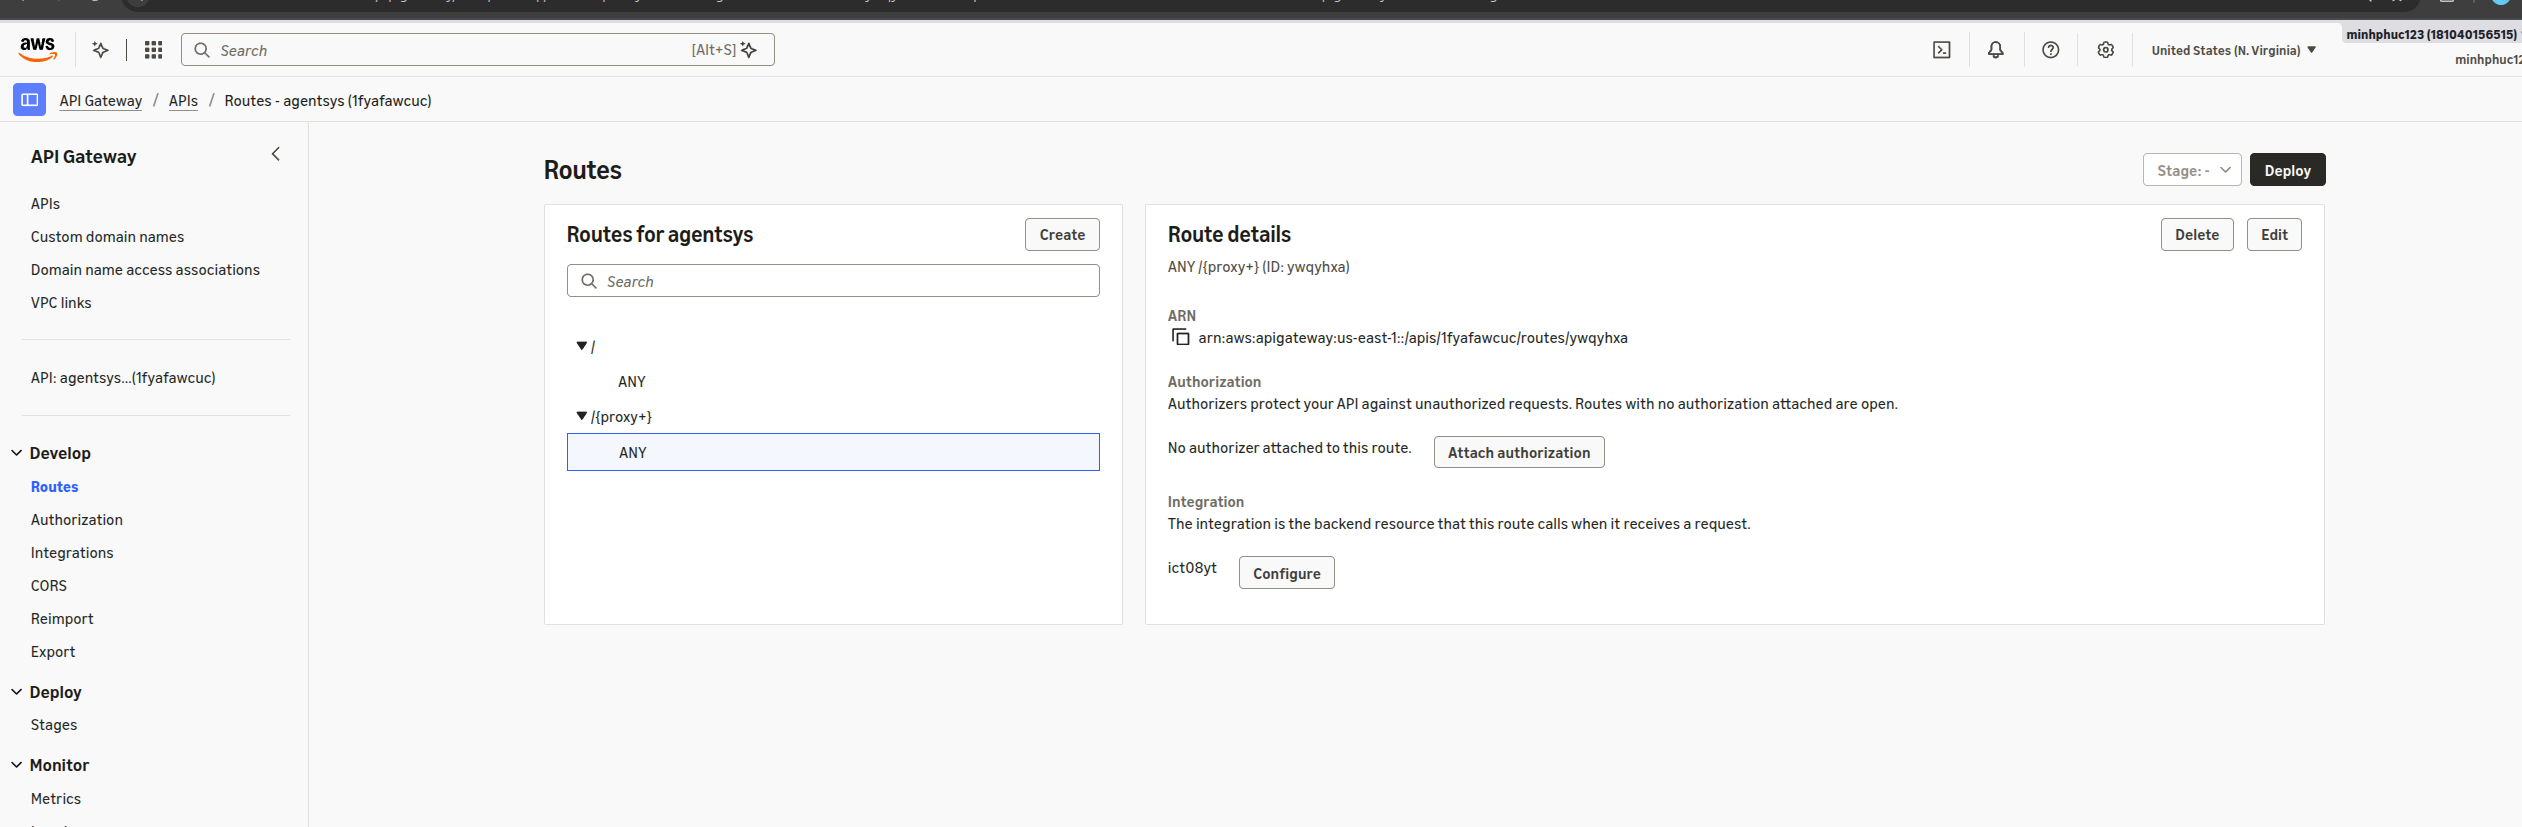 aws
Search [Alt+S]
United States (N. Virginia)
minhphuc123 (181040156515)
minhphuc12
API Gateway / APIs / Routes - agentsys (1fyafawcuc)
API Gateway
APIs
Custom domain names
Domain name access associations
VPC links
API: agentsys...(1fyafawcuc)
Develop
Routes
Authorization
Integrations
CORS
Reimport
Export
Deploy
Stages
Monitor
Metrics
Routes
Stage: -
Deploy
Routes for agentsys
Create
Search
/
ANY
/{proxy+}
ANY
Route details
Delete
Edit
ANY /{proxy+} (ID: ywqyhxa)
ARN
arn:aws:apigateway:us-east-1::/apis/1fyafawcuc/routes/ywqyhxa
Authorization
Authorizers protect your API against unauthorized requests. Routes with no authorization attached are open.
No authorizer attached to this route. Attach authorization
Integration
The integration is the backend resource that this route calls when it receives a request.
ict08yt Configure